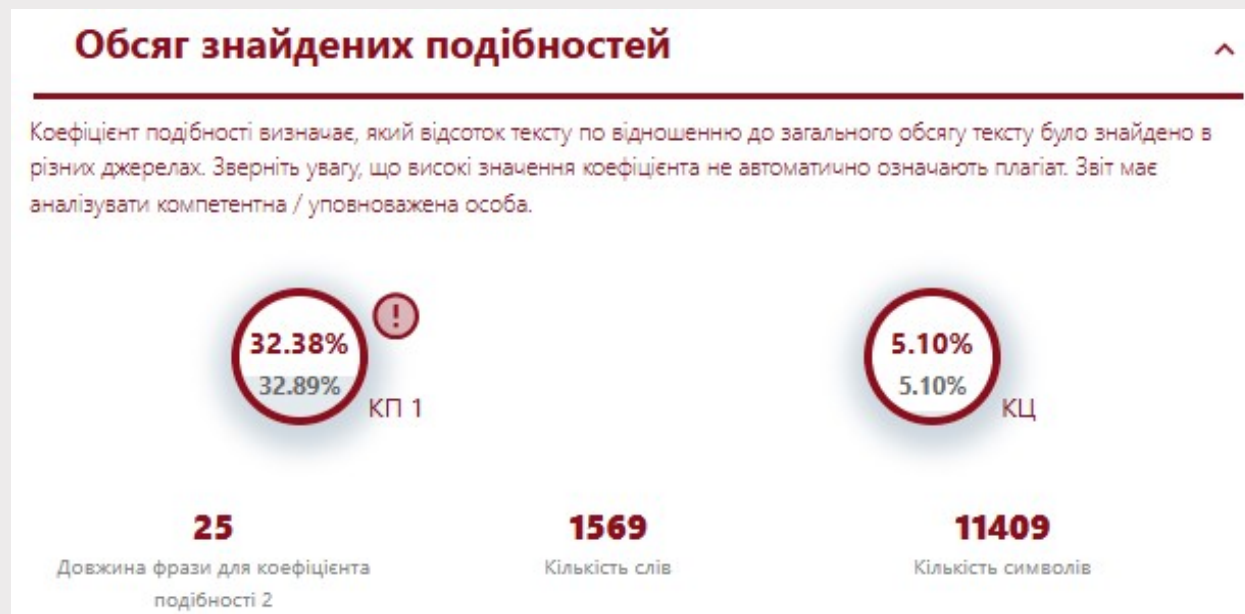 Обсяг знайдених подібностей
Коефіцієнт подібності визначає, який відсоток тексту по відношенню до загального обсягу тексту було знайдено в
різних джерелах. Зверніть увагу, що високі значення коефіцієнта не автоматично означають плагіат. Звіт має
аналізувати компетентна / уповноважена особа.
32.38%
32.89%
КП 1
5.10%
5.10%
КЦ
25
Довжина фрази для коефіцієнта
подібності 2
1569
Кількість слів
11409
Кількість символів